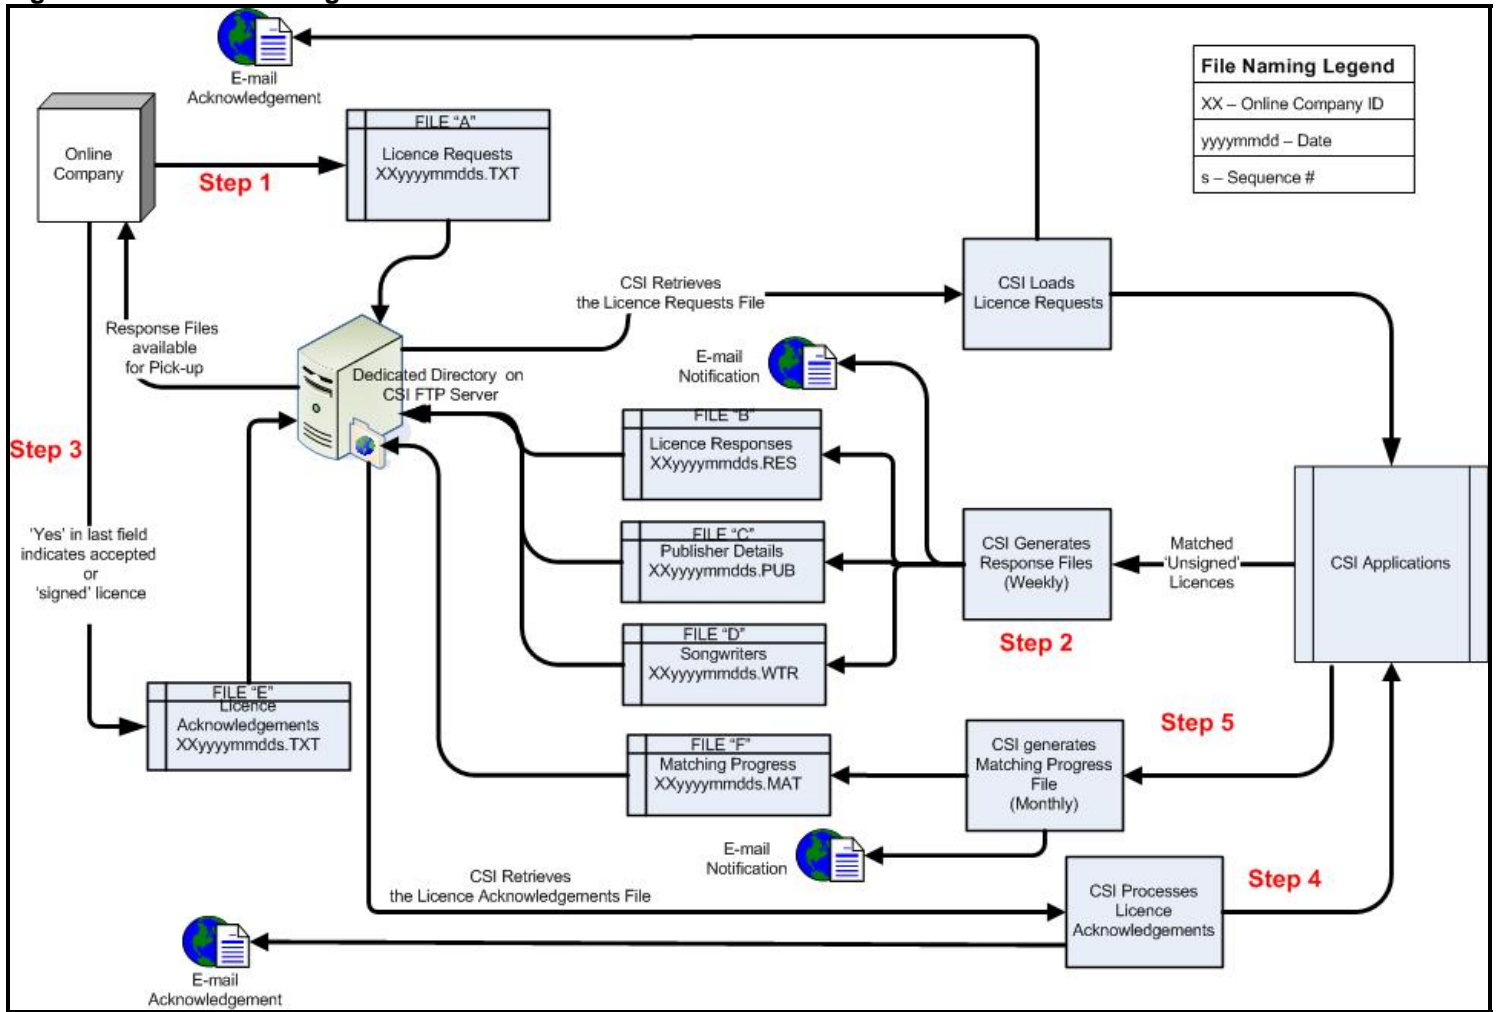 E-mail
Acknowledgement
File Naming Legend
XX – Online Company ID
yyyymmdd – Date
s – Sequence #
Online
Company
Step 1
FILE "A"
Licence Requests
XXyyyymmdds.TXT
CSI Retrieves
the Licence Requests File
CSI Loads
Licence Requests
Response Files
available
for Pick-up
Dedicated Directory on
CSI FTP Server
E-mail
Notification
FILE "B"
Licence Responses
XXyyyymmdds.RES
Step 3
FILE "C"
Publisher Details
XXyyyymmdds.PUB
CSI Generates
Response Files
(Weekly)
Matched
'Unsigned'
Licences
CSI Applications
Step 2
'Yes' in last field
indicates accepted
or
'signed' licence
FILE "D"
Songwriters
XXyyyymmdds.WTR
FILE "E"
Licence
Acknowledgements
XXyyyymmdds.TXT
FILE "F"
Matching Progress
XXyyyymmdds.MAT
CSI generates
Matching Progress
File
(Monthly)
Step 5
E-mail
Notification
CSI Retrieves
the Licence Acknowledgements File
CSI Processes
Licence
Acknowledgements
Step 4
E-mail
Acknowledgement